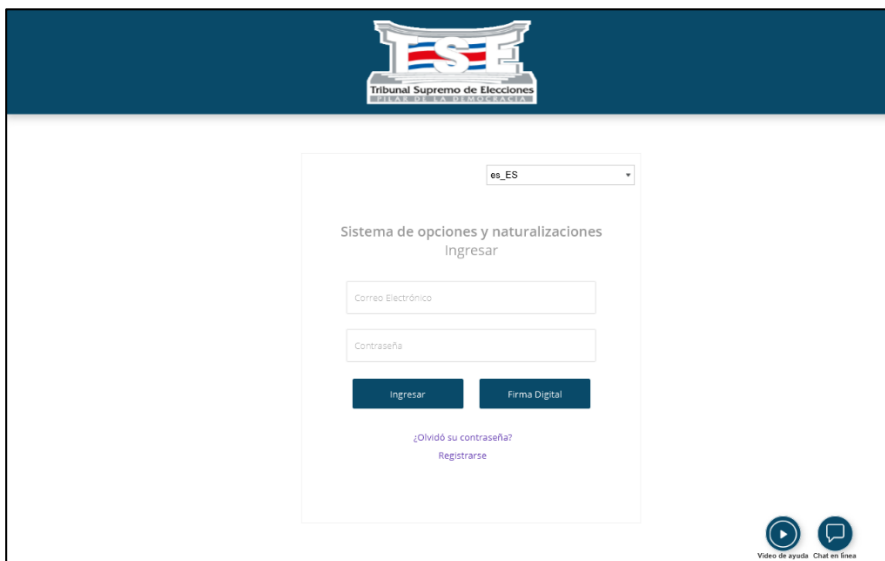 TSE
Tribunal Supremo de Elecciones
PILAR DE LA DEMOCRACIA
es_ES
Sistema de opciones y naturalizaciones
Ingresar
Correo Electrónico
Contraseña
Ingresar
Firma Digital
¿Olvidó su contraseña?
Registrarse
Video de ayuda
Chat en línea